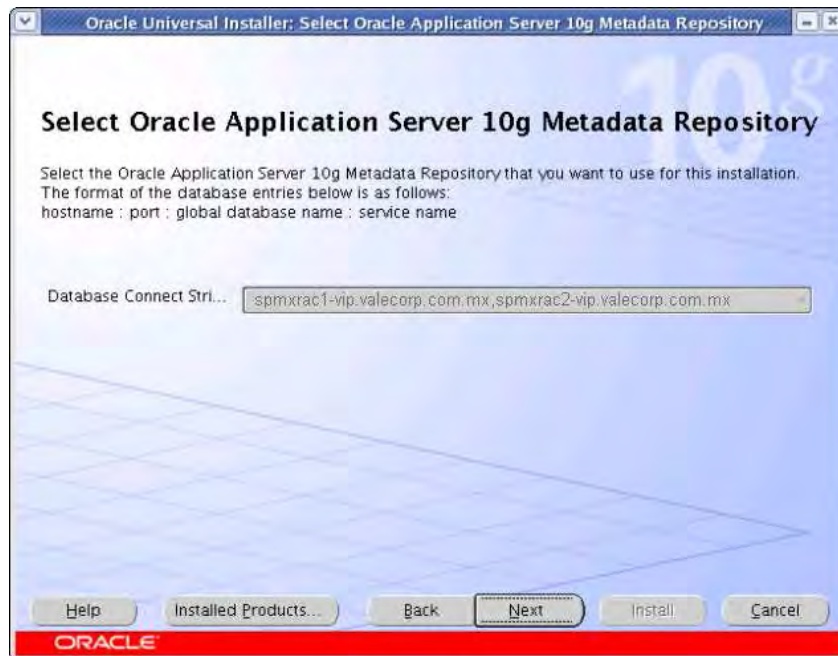 Oracle Universal Installer: Select Oracle Application Server 10g Metadata Repository
10g
Select Oracle Application Server 10g Metadata Repository
Select the Oracle Application Server 10g Metadata Repository that you want to use for this installation.
The format of the database entries below is as follows:
hostname : port : global database name : service name
Database Connect Stri... spmxrac1-vip.valecorp.com.mx,spmxrac2-vip.valecorp.com.mx
Help Installed Products... Back Next Install Cancel
ORACLE